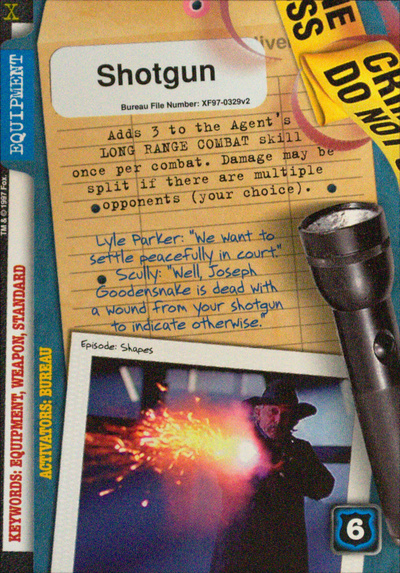 X
EQUIPMENT
TM & © 1997 Fox.
KEYWORDS: EQUIPMENT, WEAPON, STANDARD
ACTIVATORS: BUREAU
Shotgun
Bureau File Number: XF97-0329v2
Adds 3 to the Agent's
LONG RANGE COMBAT skill
once per combat. Damage may be
split if there are multiple
opponents (your choice).
Lyle Parker: "We want to
settle peacefully in court."
Scully: "Well, Joseph
Goodensnake is dead with
a wound from your shotgun
to indicate otherwise."
Episode: Shapes
6
DO NO